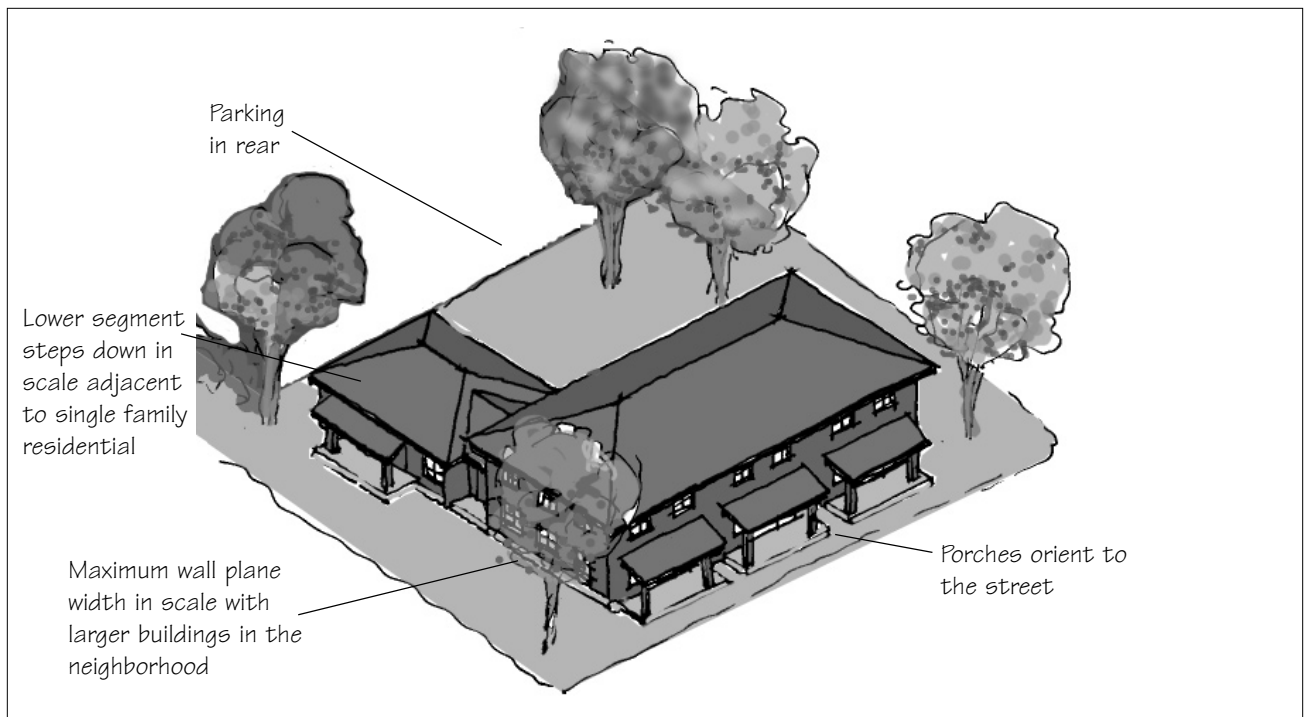 Parking
in rear
Lower segment
steps down in
scale adjacent
to single family
residential
Maximum wall plane
width in scale with
larger buildings in the
neighborhood
Porches orient to
the street